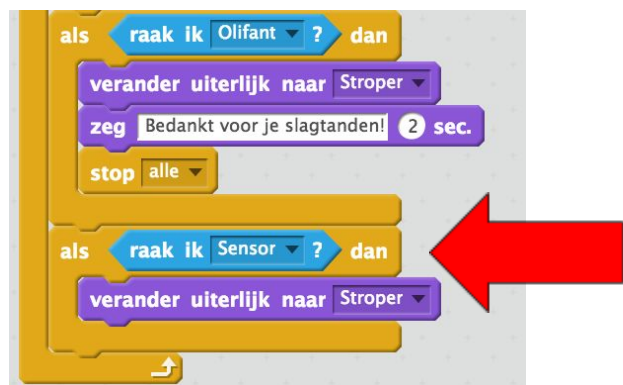 als raak ik Olifant ? dan
verander uiterlijk naar Stroper
zeg Bedankt voor je slagtanden! 2 sec.
stop alle
als raak ik Sensor ? dan
verander uiterlijk naar Stroper